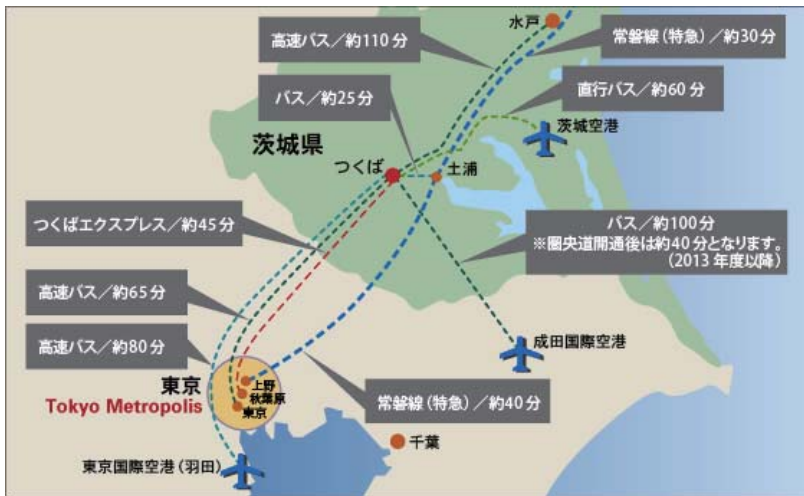 水戸
高速バス／約110分
常磐線（特急）／約30分
バス／約25分
直行バス／約60分
茨城空港
茨城県
つくば
土浦
つくばエクスプレス／約45分
バス／約100分
※圏央道開通後は約40分となります。
（2013年度以降）
高速バス／約65分
高速バス／約80分
成田国際空港
東京
Tokyo Metropolis
上野
秋葉原
東京
常磐線（特急）／約40分
千葉
東京国際空港（羽田）